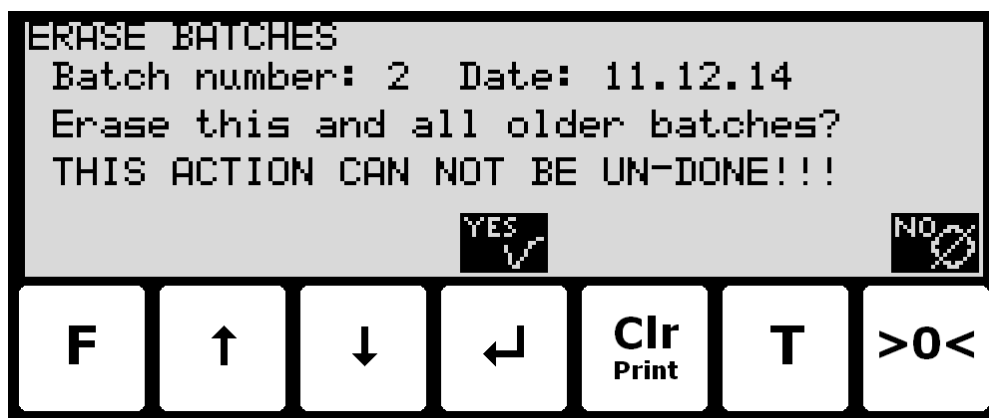 ERASE BATCHES
Batch number: 2 Date: 11.12.14
Erase this and all older batches?
THIS ACTION CAN NOT BE UN-DONE!!!
YES NO
F ↑ ↓ ↵ Clr T >0<
Print